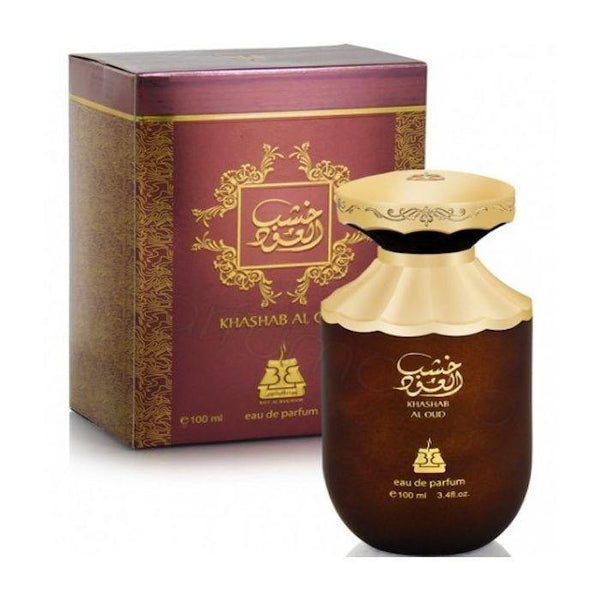 خشب
العود
KHASHAB AL O
e 100 ml
eau de parfum
خشب
العود
KHASHAB
AL OUD
eau de parfum
e 100 ml 3.4fl.oz.